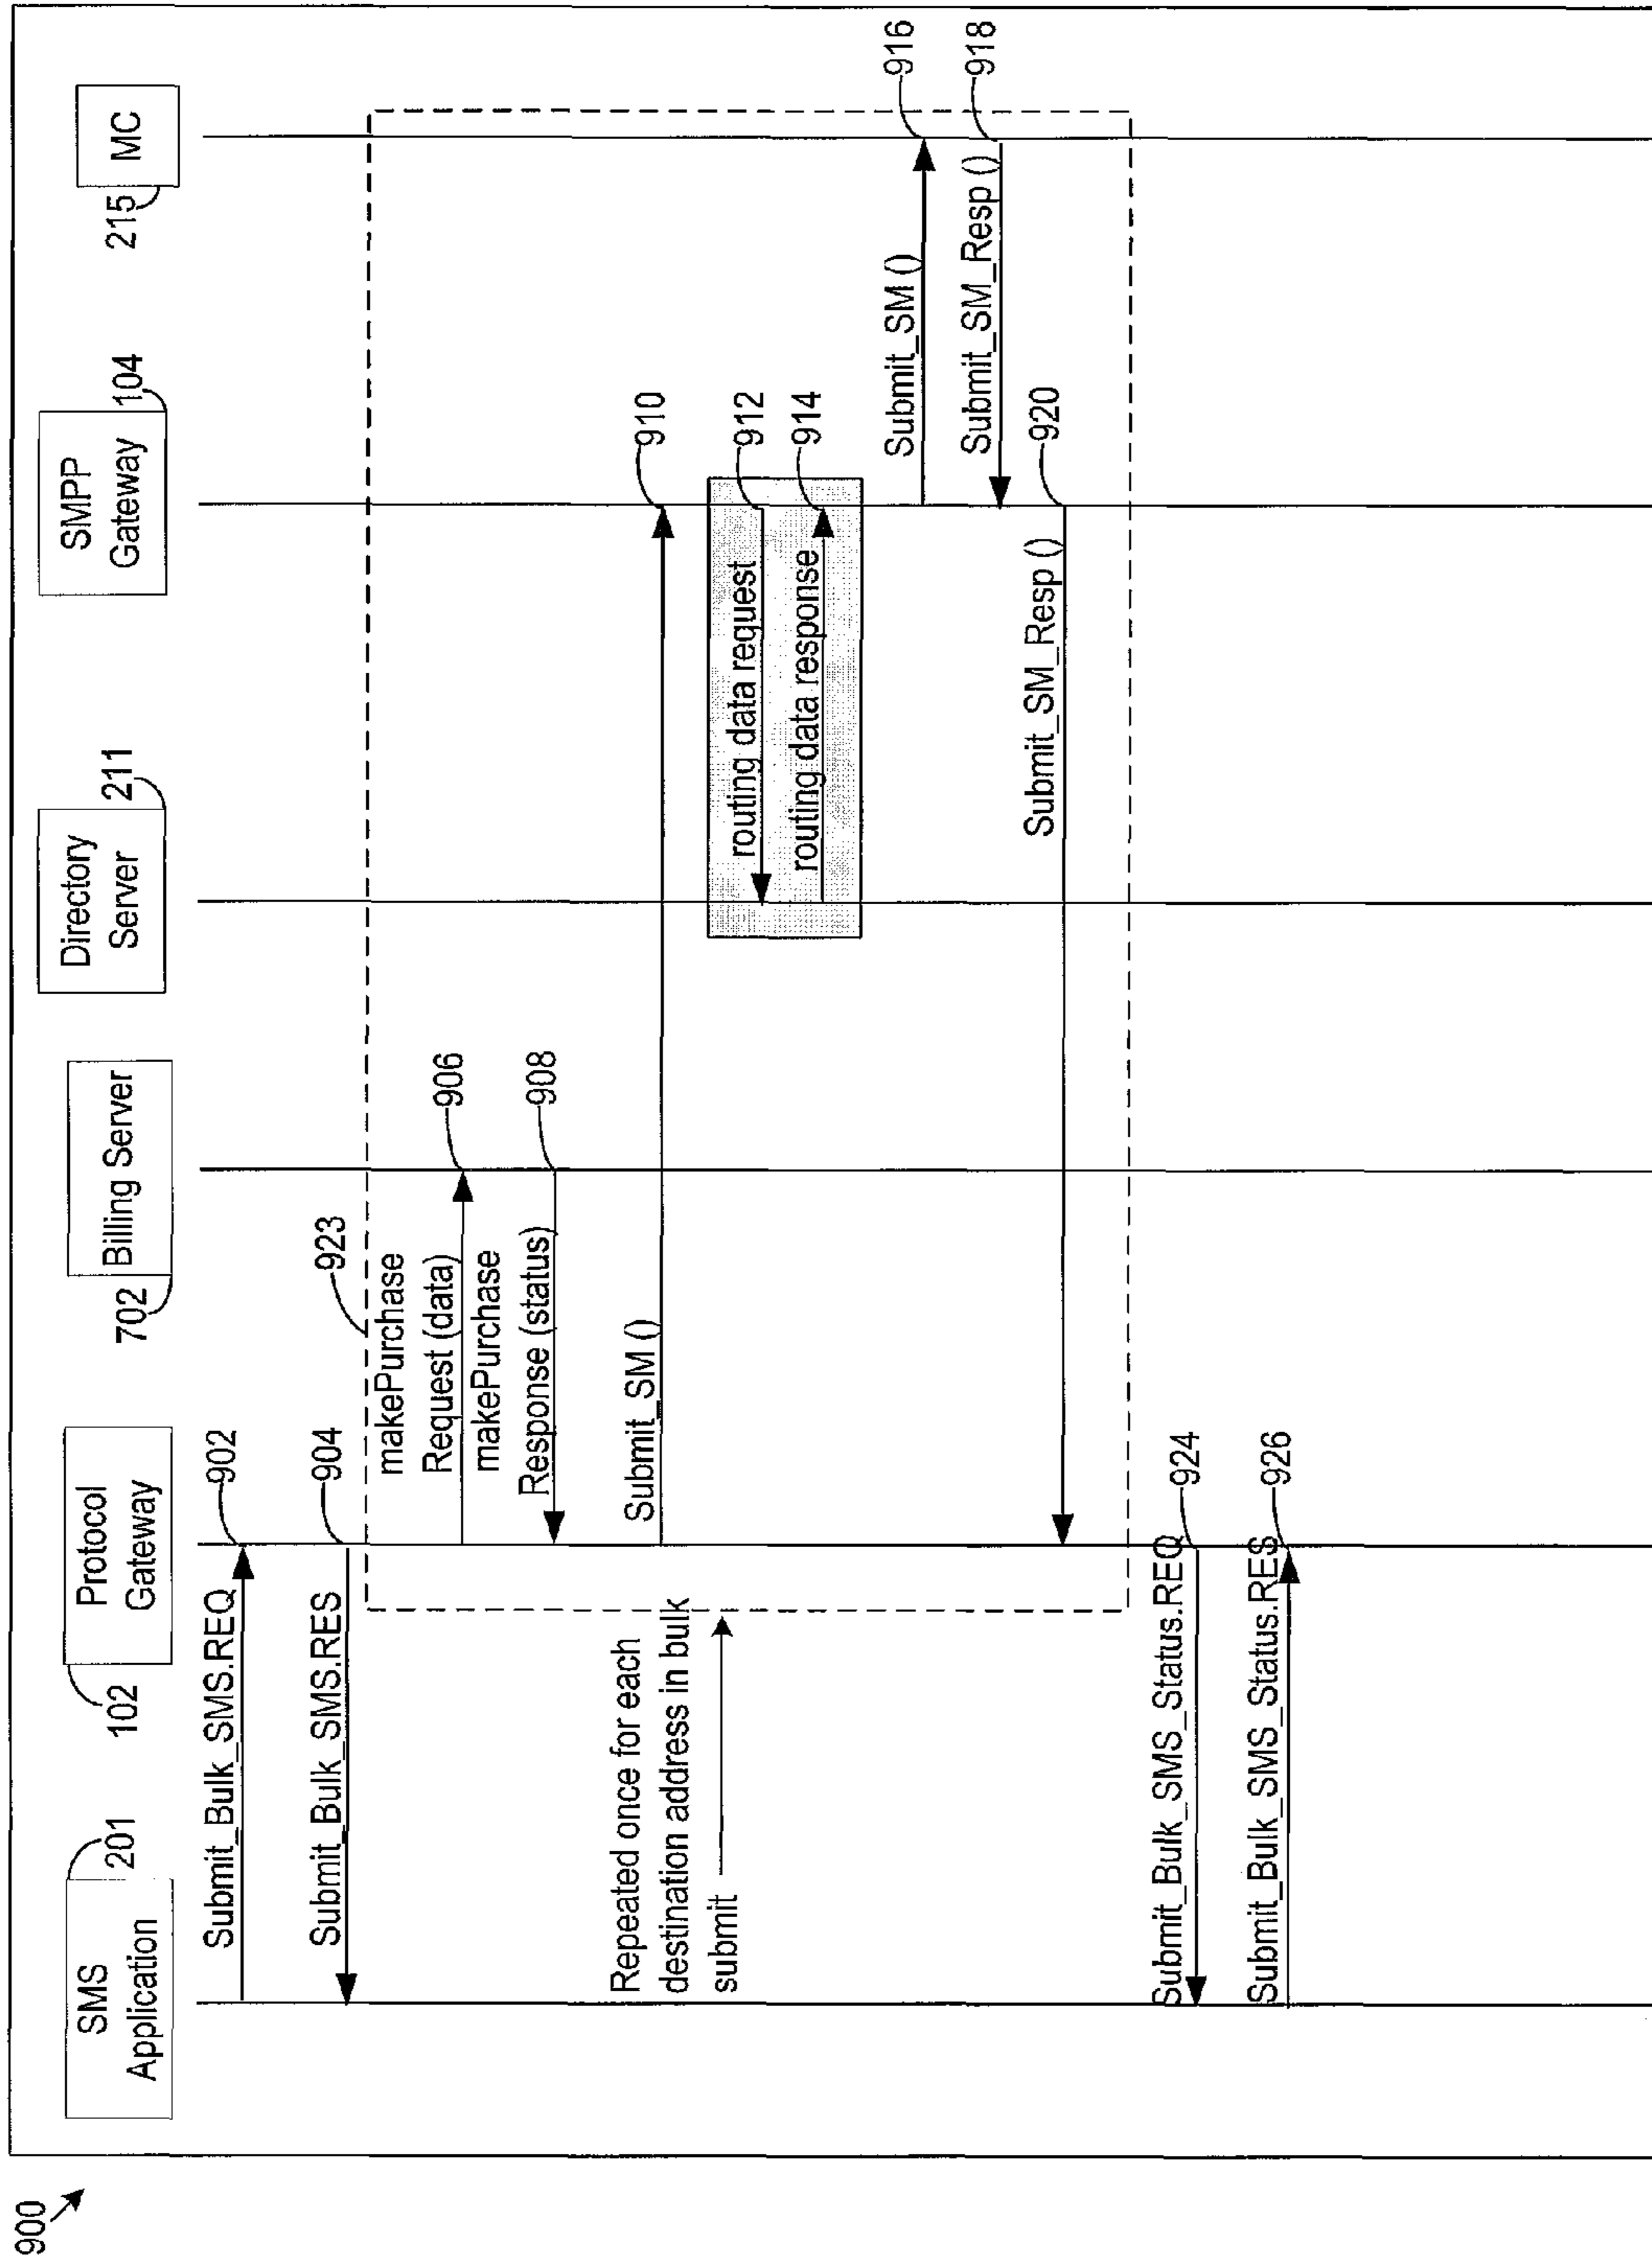 900
SMS
Application
201
Protocol
Gateway
102
Billing Server
702
Directory
Server
211
SMPP
Gateway
104
MC
215
Submit_Bulk_SMS.REQ
902
Submit_Bulk_SMS.RES
904
923
makePurchase
Request (data)
906
makePurchase
Response (status)
908
Submit_SM ()
910
Repeated once for each
destination address in bulk
submit
routing data request
912
routing data response
914
Submit_SM ()
916
Submit_SM_Resp ()
918
Submit_SM_Resp ()
920
Submit_Bulk_SMS_Status.REQ
924
Submit_Bulk_SMS_Status.RES
926